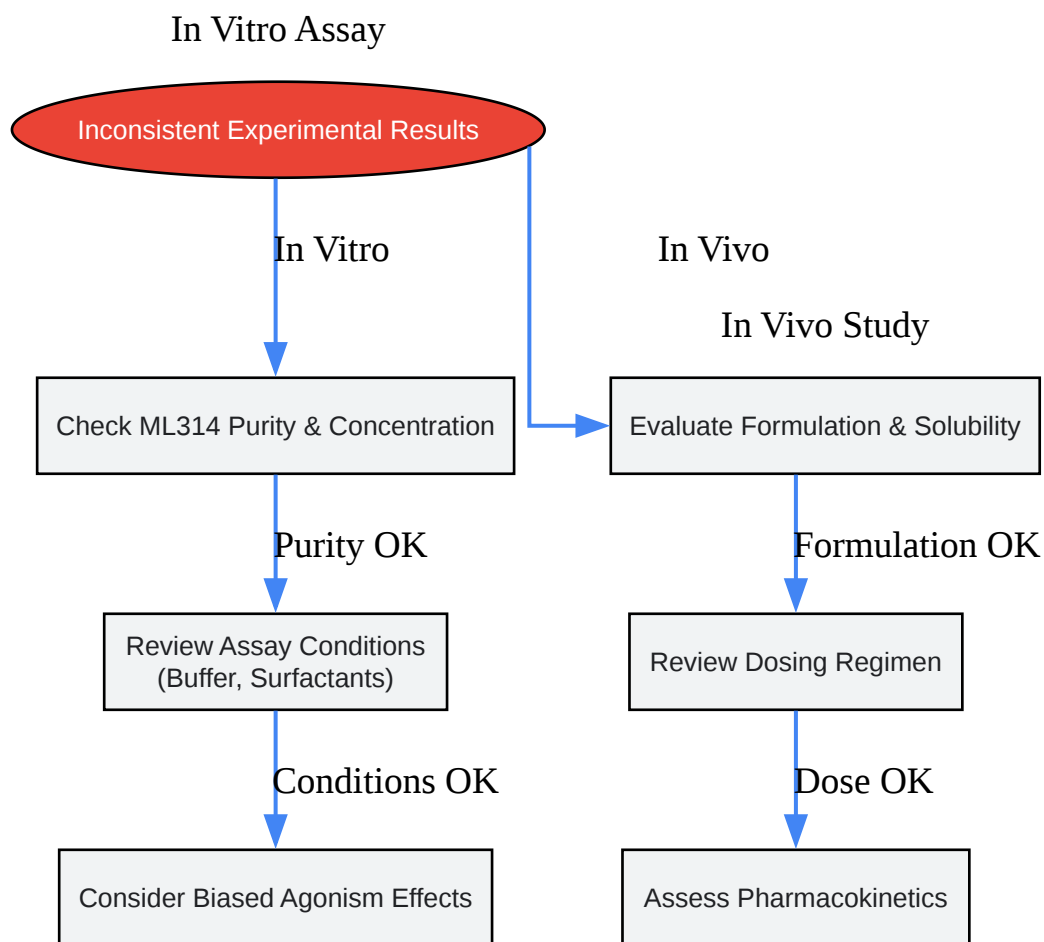 In Vitro Assay
Inconsistent Experimental Results
In Vitro
In Vivo
In Vivo Study
Check ML314 Purity & Concentration
Evaluate Formulation & Solubility
Purity OK
Formulation OK
Review Assay Conditions
(Buffer, Surfactants)
Review Dosing Regimen
Conditions OK
Dose OK
Consider Biased Agonism Effects
Assess Pharmacokinetics